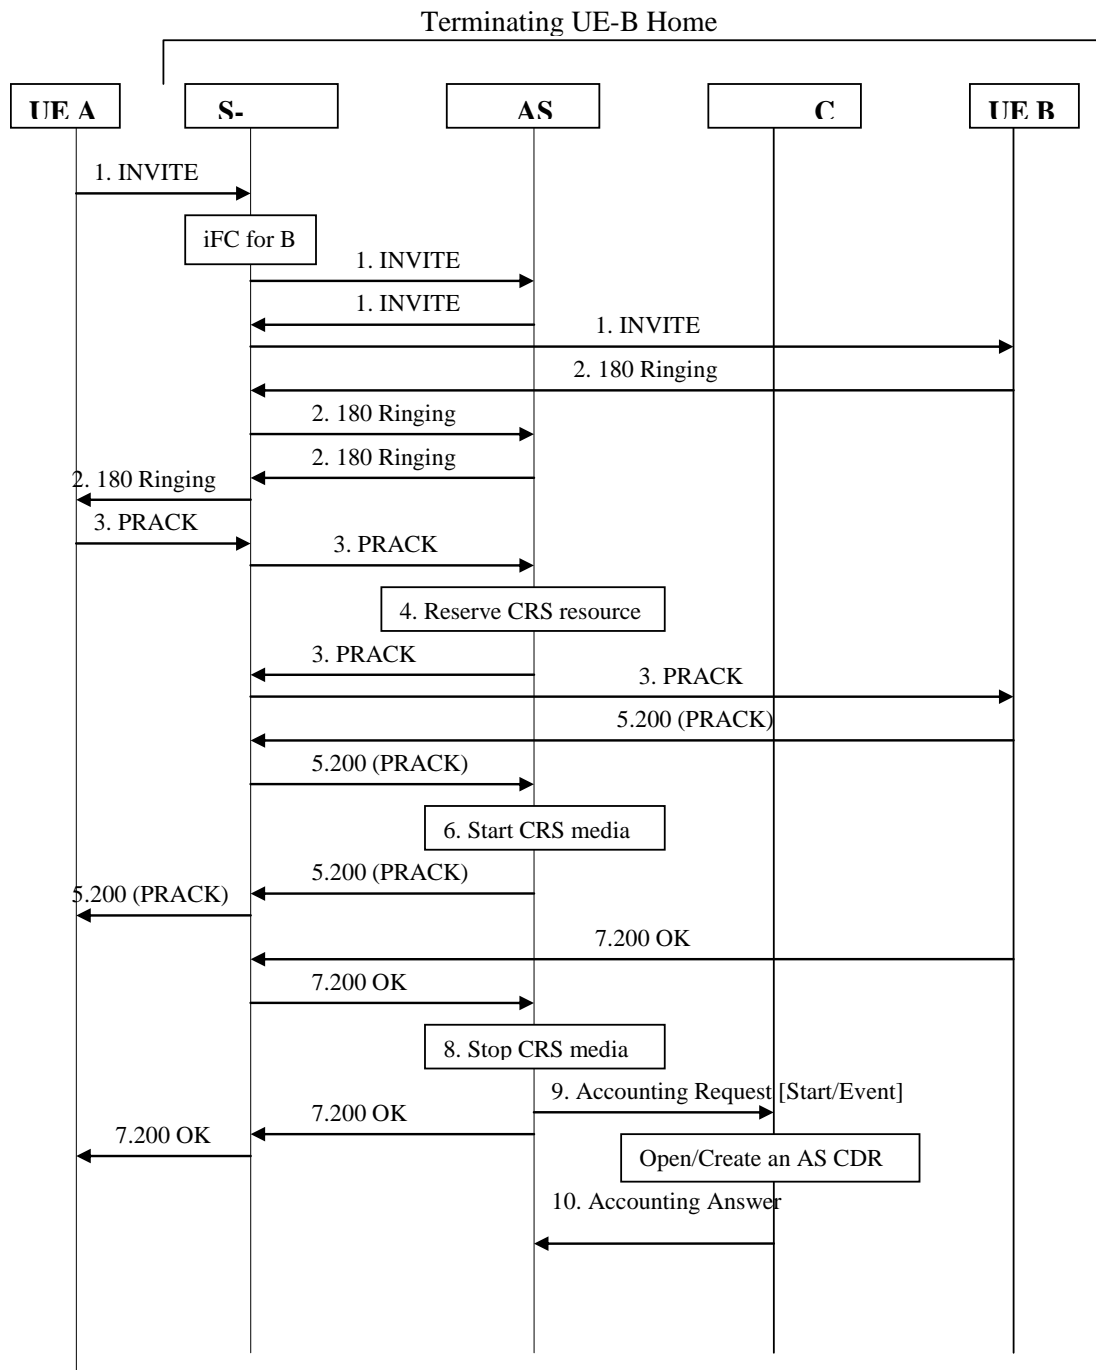 Terminating UE-B Home
UE A
S-
AS
C
UE B
1. INVITE
iFC for B
1. INVITE
1. INVITE
1. INVITE
2. 180 Ringing
2. 180 Ringing
2. 180 Ringing
2. 180 Ringing
3. PRACK
3. PRACK
4. Reserve CRS resource
3. PRACK
3. PRACK
5.200 (PRACK)
5.200 (PRACK)
6. Start CRS media
5.200 (PRACK)
5.200 (PRACK)
7.200 OK
7.200 OK
8. Stop CRS media
9. Accounting Request [Start/Event]
7.200 OK
7.200 OK
Open/Create an AS CDR
10. Accounting Answer